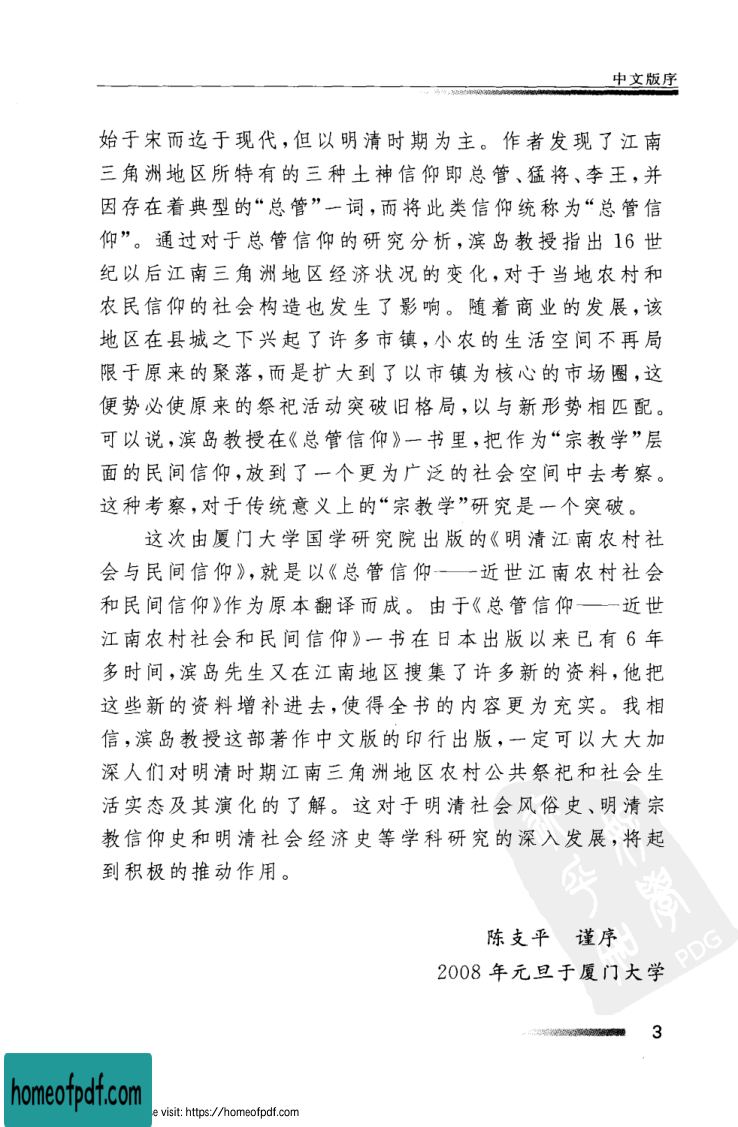 中文版序
始于宋而迄于现代，但以明清时期为主。作者发现了江南
三角洲地区所特有的三种土神信仰即总管、猛将、李王，并
因存在着典型的“总管”一词，而将此类信仰统称为“总管信
仰”。通过对于总管信仰的研究分析，滨岛教授指出 16 世
纪以后江南三角洲地区经济状况的变化，对于当地农村和
农民信仰的社会构造也发生了影响。随着商业的发展，该
地区在县城之下兴起了许多市镇，小农的生活空间不再局
限于原来的聚落，而是扩大到了以市镇为核心的市场圈，这
便势必使原来的祭祀活动突破旧格局，以与新形势相匹配。
可以说，滨岛教授在《总管信仰》一书里，把作为“宗教学”层
面的民间信仰，放到了一个更为广泛的社会空间中去考察。
这种考察，对于传统意义上的“宗教学”研究是一个突破。
这次由厦门大学国学研究院出版的《明清江南农村社
会与民间信仰》，就是以《总管信仰——近世江南农村社会
和民间信仰》作为原本翻译而成。由于《总管信仰——近世
江南农村社会和民间信仰》一书在日本出版以来已有 6 年
多时间，滨岛先生又在江南地区搜集了许多新的资料，他把
这些新的资料增补进去，使得全书的内容更为充实。我相
信，滨岛教授这部著作中文版的印行出版，一定可以大大加
深人们对明清时期江南三角洲地区农村公共祭祀和社会生
活实态及其演化的了解。这对于明清社会风俗史、明清宗
教信仰史和明清社会经济史等学科研究的深入发展，将起
到积极的推动作用。
陈支平 谨序
2008 年元旦于厦门大学
PDG
3
homeofpdf.com
e visit: https://homeofpdf.com